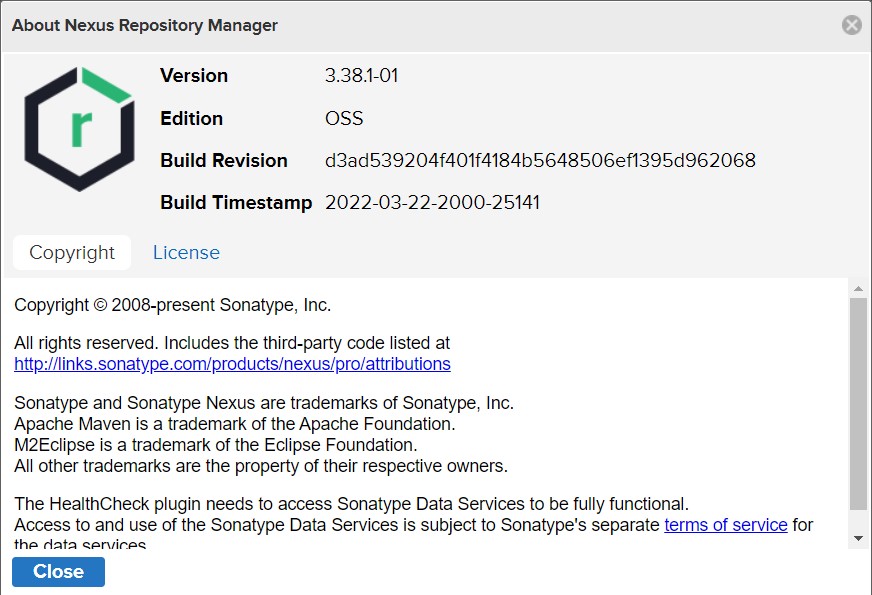 About Nexus Repository Manager
r
Version 3.38.1-01
Edition OSS
Build Revision d3ad539204f401f4184b5648506ef1395d962068
Build Timestamp 2022-03-22-2000-25141
Copyright License
Copyright © 2008-present Sonatype, Inc.
All rights reserved. Includes the third-party code listed at
http://links.sonatype.com/products/nexus/pro/attributions
Sonatype and Sonatype Nexus are trademarks of Sonatype, Inc.
Apache Maven is a trademark of the Apache Foundation.
M2Eclipse is a trademark of the Eclipse Foundation.
All other trademarks are the property of their respective owners.
The HealthCheck plugin needs to access Sonatype Data Services to be fully functional.
Access to and use of the Sonatype Data Services is subject to Sonatype's separate terms of service for
the data services
Close